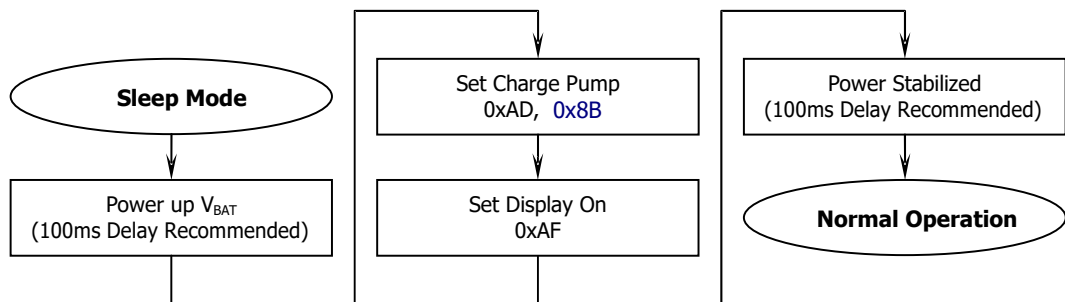 Sleep Mode
Power up VBAT
(100ms Delay Recommended)
Set Charge Pump
0xAD, 0x8B
Set Display On
0xAF
Power Stabilized
(100ms Delay Recommended)
Normal Operation